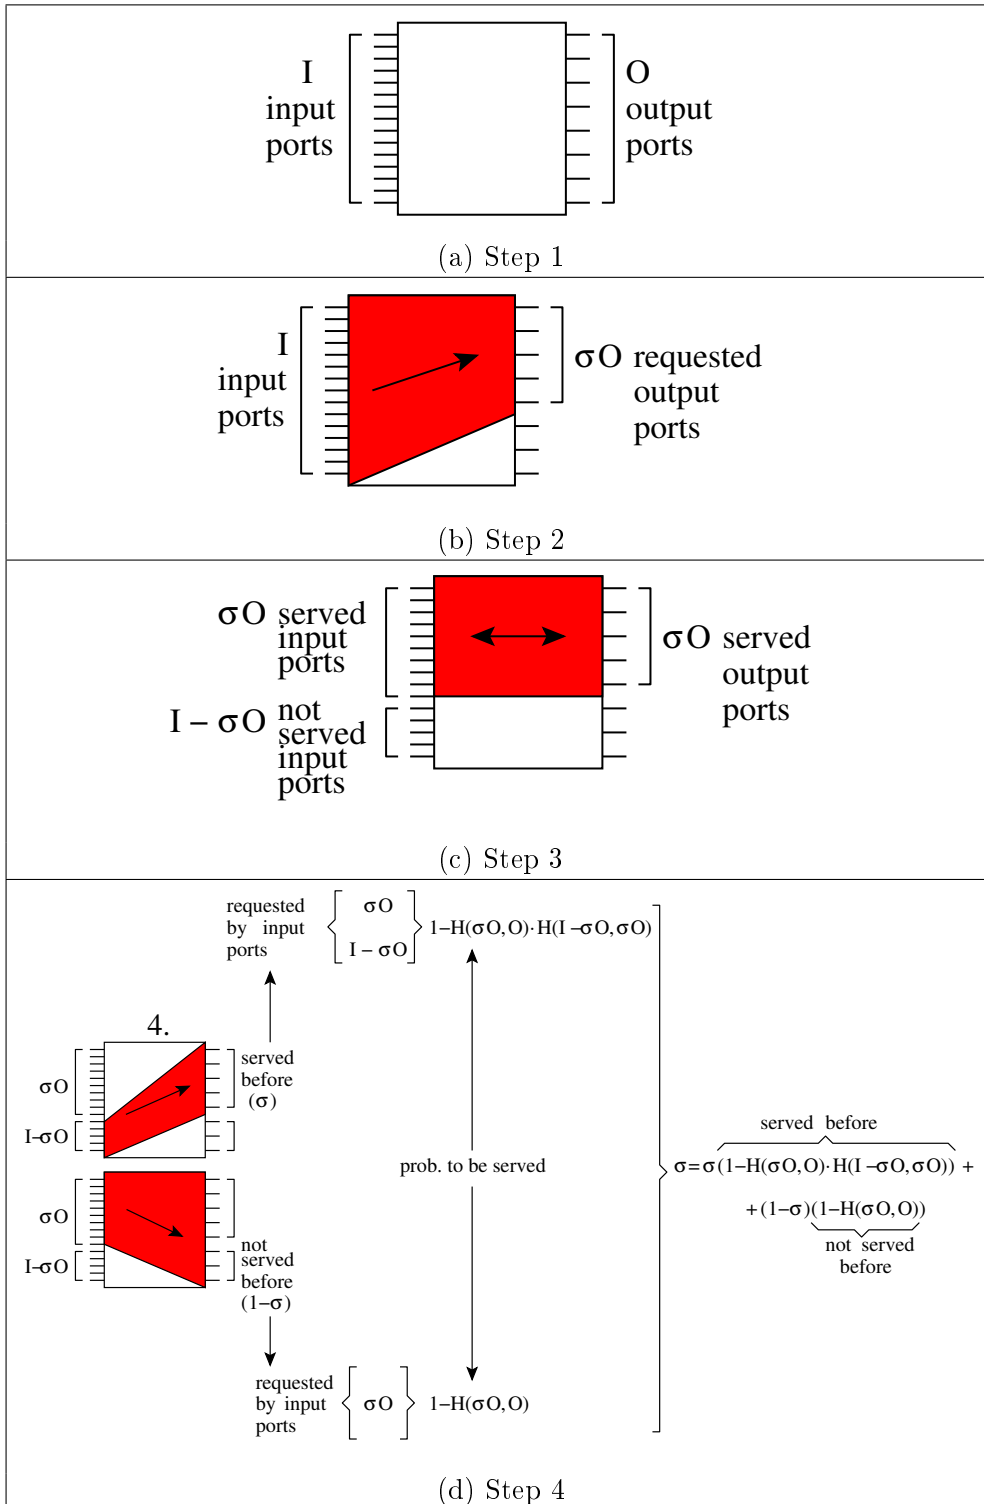 I
input
ports
O
output
ports
(a) Step 1
I
input
ports
σO requested
output
ports
(b) Step 2
σO served
input
ports
I – σO not
served
input
ports
σO served
output
ports
(c) Step 3
requested
by input
ports
σO
I – σO
1–H(σO,O)·H(I –σO,σO)
4.
σO
I–σO
served
before
(σ)
σO
I–σO
not
served
before
(1–σ)
prob. to be served
requested
by input
ports
σO
1–H(σO,O)
served before
σ=σ(1–H(σO,O)·H(I –σO,σO)) +
+(1–σ)(1–H(σO,O))
not served
before
(d) Step 4